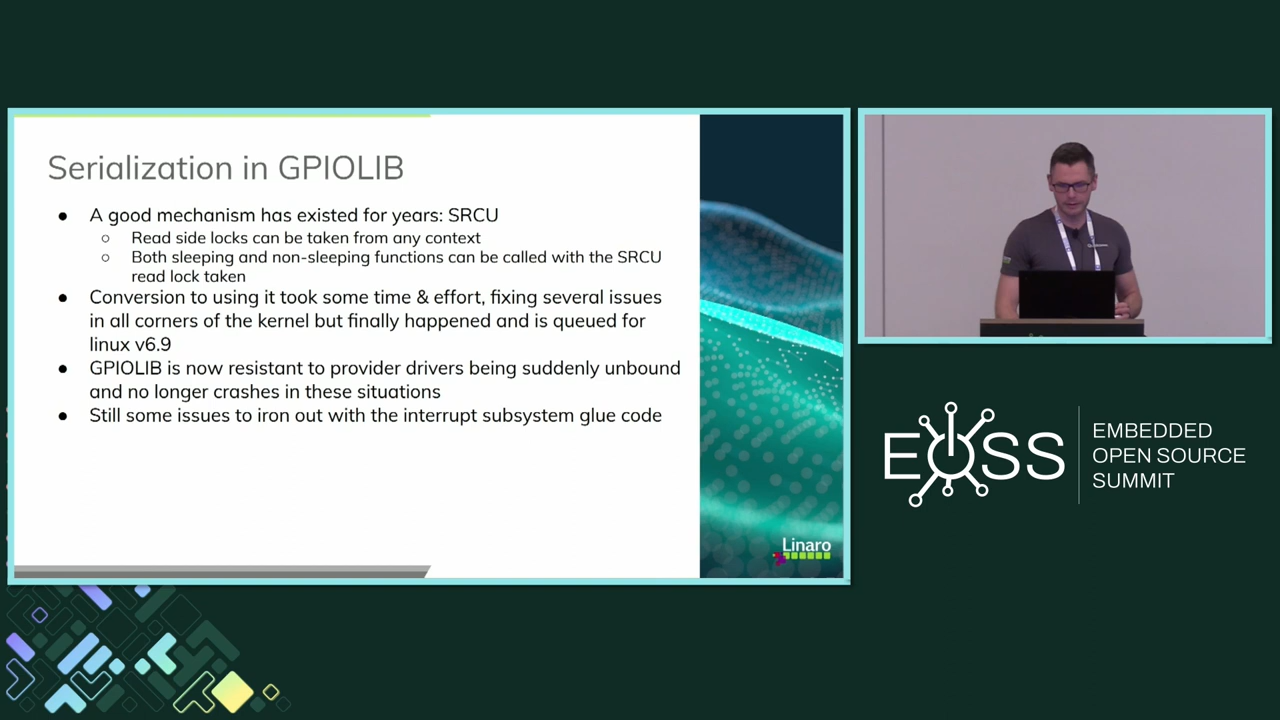 Serialization in GPIOLIB
● A good mechanism has existed for years: SRCU
○ Read side locks can be taken from any context
○ Both sleeping and non-sleeping functions can be called with the SRCU
read lock taken
● Conversion to using it took some time & effort, fixing several issues
in all corners of the kernel but finally happened and is queued for
linux v6.9
● GPIOLIB is now resistant to provider drivers being suddenly unbound
and no longer crashes in these situations
● Still some issues to iron out with the interrupt subsystem glue code
Linaro
EOSS
EMBEDDED
OPEN SOURCE
SUMMIT